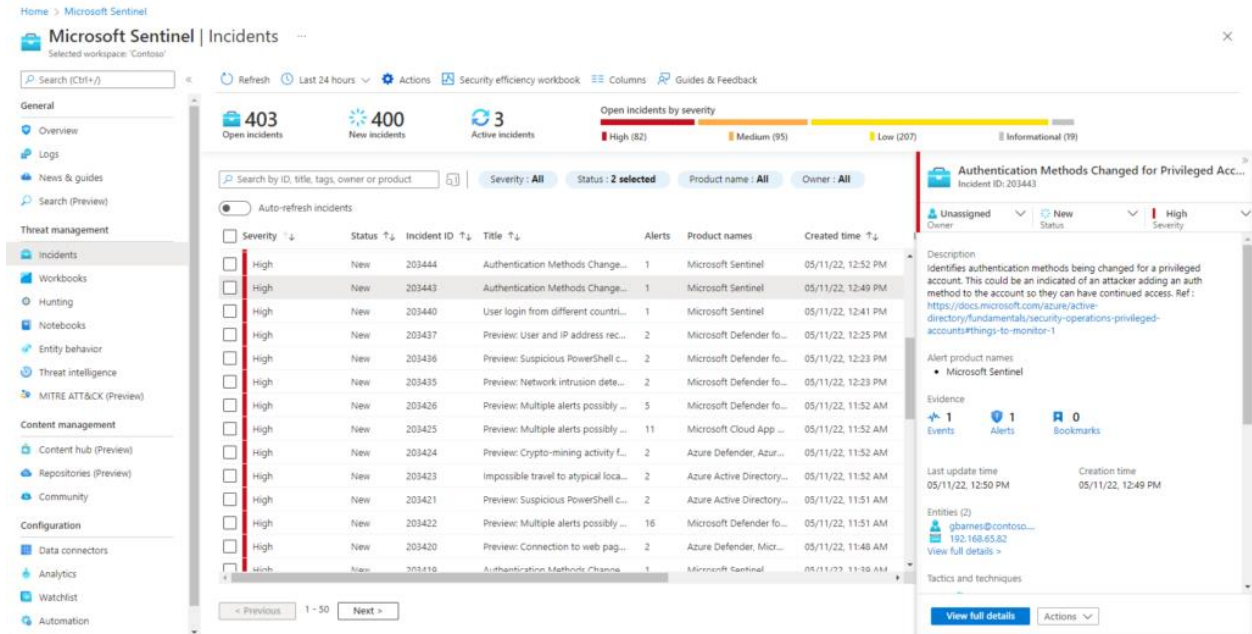 Home > Microsoft Sentinel
Microsoft Sentinel | Incidents ...
Selected workspace: 'Contoso'
Search (Ctrl+/)
Refresh Last 24 hours Actions Security efficiency workbook Columns Guides & Feedback
General
Overview
Logs
News & guides
Search (Preview)
Threat management
Incidents
Workbooks
Hunting
Notebooks
Entity behavior
Threat intelligence
MITRE ATT&CK (Preview)
Content management
Content hub (Preview)
Repositories (Preview)
Community
Configuration
Data connectors
Analytics
Watchlist
Automation
403 400 3
Open incidents New incidents Active incidents
Open incidents by severity
High (82) Medium (95) Low (207) Informational (19)
Search by ID, title, tags, owner or product Severity : All Status : 2 selected Product name : All Owner : All
Auto-refresh incidents
Severity Status Incident ID Title Alerts Product names Created time
High New 203444 Authentication Methods Change... 1 Microsoft Sentinel 05/11/22, 12:52 PM
High New 203443 Authentication Methods Change... 1 Microsoft Sentinel 05/11/22, 12:49 PM
High New 203440 User login from different countri... 1 Microsoft Sentinel 05/11/22, 12:41 PM
High New 203437 Preview: User and IP address rec... 2 Microsoft Defender fo... 05/11/22, 12:25 PM
High New 203436 Preview: Suspicious PowerShell c... 2 Microsoft Defender fo... 05/11/22, 12:23 PM
High New 203435 Preview: Network intrusion dete... 2 Microsoft Defender fo... 05/11/22, 12:23 PM
High New 203426 Preview: Multiple alerts possibly ... 5 Microsoft Defender fo... 05/11/22, 11:52 AM
High New 203425 Preview: Multiple alerts possibly ... 11 Microsoft Cloud App ... 05/11/22, 11:52 AM
High New 203424 Preview: Crypto-mining activity f... 2 Azure Defender, Azur... 05/11/22, 11:52 AM
High New 203423 Impossible travel to atypical loca... 2 Azure Active Directory... 05/11/22, 11:52 AM
High New 203421 Preview: Suspicious PowerShell c... 2 Azure Active Directory... 05/11/22, 11:51 AM
High New 203422 Preview: Multiple alerts possibly ... 16 Microsoft Defender fo... 05/11/22, 11:51 AM
High New 203420 Preview: Connection to web pag... 2 Azure Defender, Micr... 05/11/22, 11:48 AM
High New 203419 Authentication Methods Change... 1 Microsoft Sentinel 05/11/22, 11:39 AM
< Previous 1 - 50 Next >
Authentication Methods Changed for Privileged Acc...
Incident ID: 203443
Unassigned New High
Owner Status Severity
Description
Identifies authentication methods being changed for a privileged
account. This could be an indicated of an attacker adding an auth
method to the account so they can have continued access. Ref :
https://docs.microsoft.com/azure/active-
directory/fundamentals/security-operations-privileged-
accounts#things-to-monitor-1
Alert product names
• Microsoft Sentinel
Evidence
1 1 0
Events Alerts Bookmarks
Last update time Creation time
05/11/22, 12:50 PM 05/11/22, 12:49 PM
Entities (2)
gbarnes@contoso....
192.168.65.82
View full details >
Tactics and techniques
View full details Actions